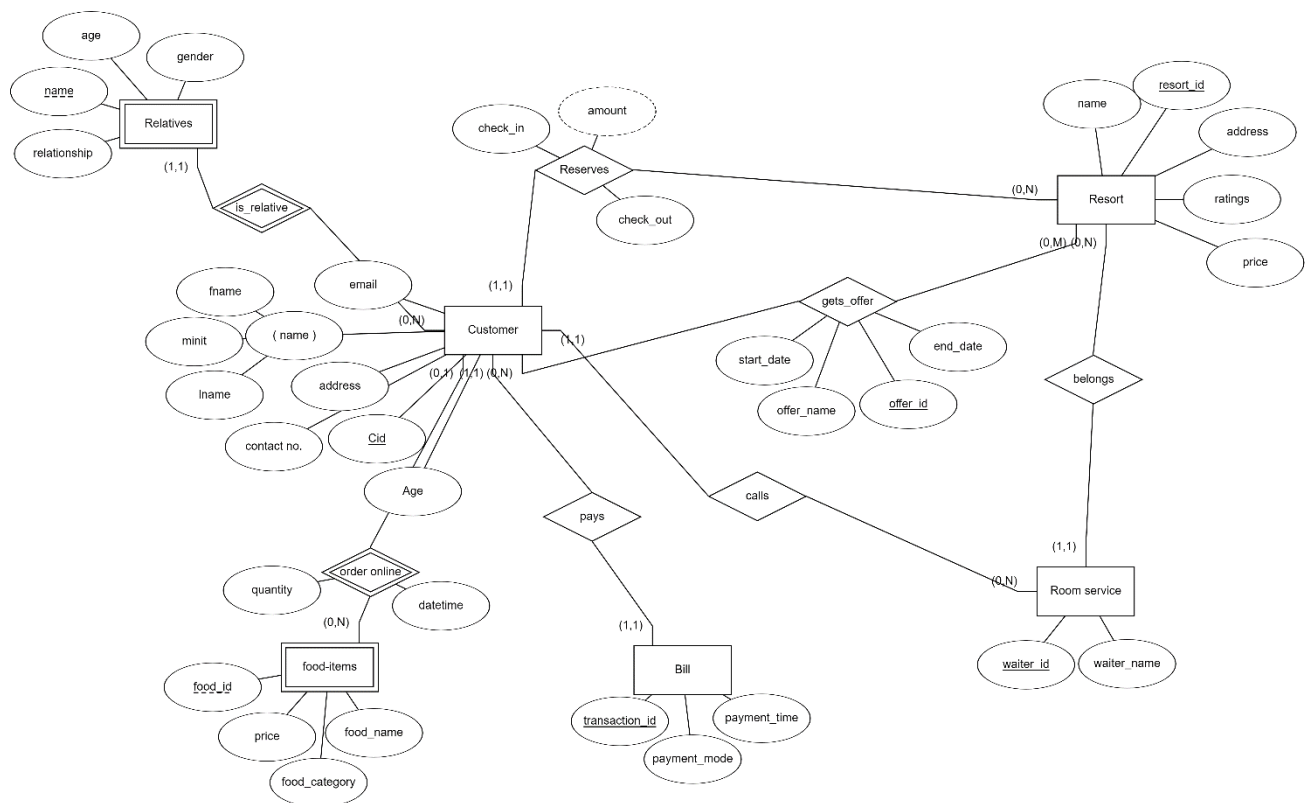 age
gender
name
Relatives
relationship
(1,1)
is_relative
check_in
amount
Reserves
check_out
(1,1)
name
resort_id
address
(0,N)
Resort
ratings
(0,M) (0,N)
price
fname
email
minit
( name )
(0,N)
Customer
(1,1)
lname
address
(0,1) (1,1) (0,N)
contact no.
Cid
Age
gets_offer
start_date
end_date
offer_name
offer_id
belongs
calls
pays
order online
quantity
datetime
(0,N)
food-items
food_id
price
food_name
food_category
(1,1)
Bill
transaction_id
payment_time
payment_mode
(1,1)
(0,N)
Room service
waiter_id
waiter_name